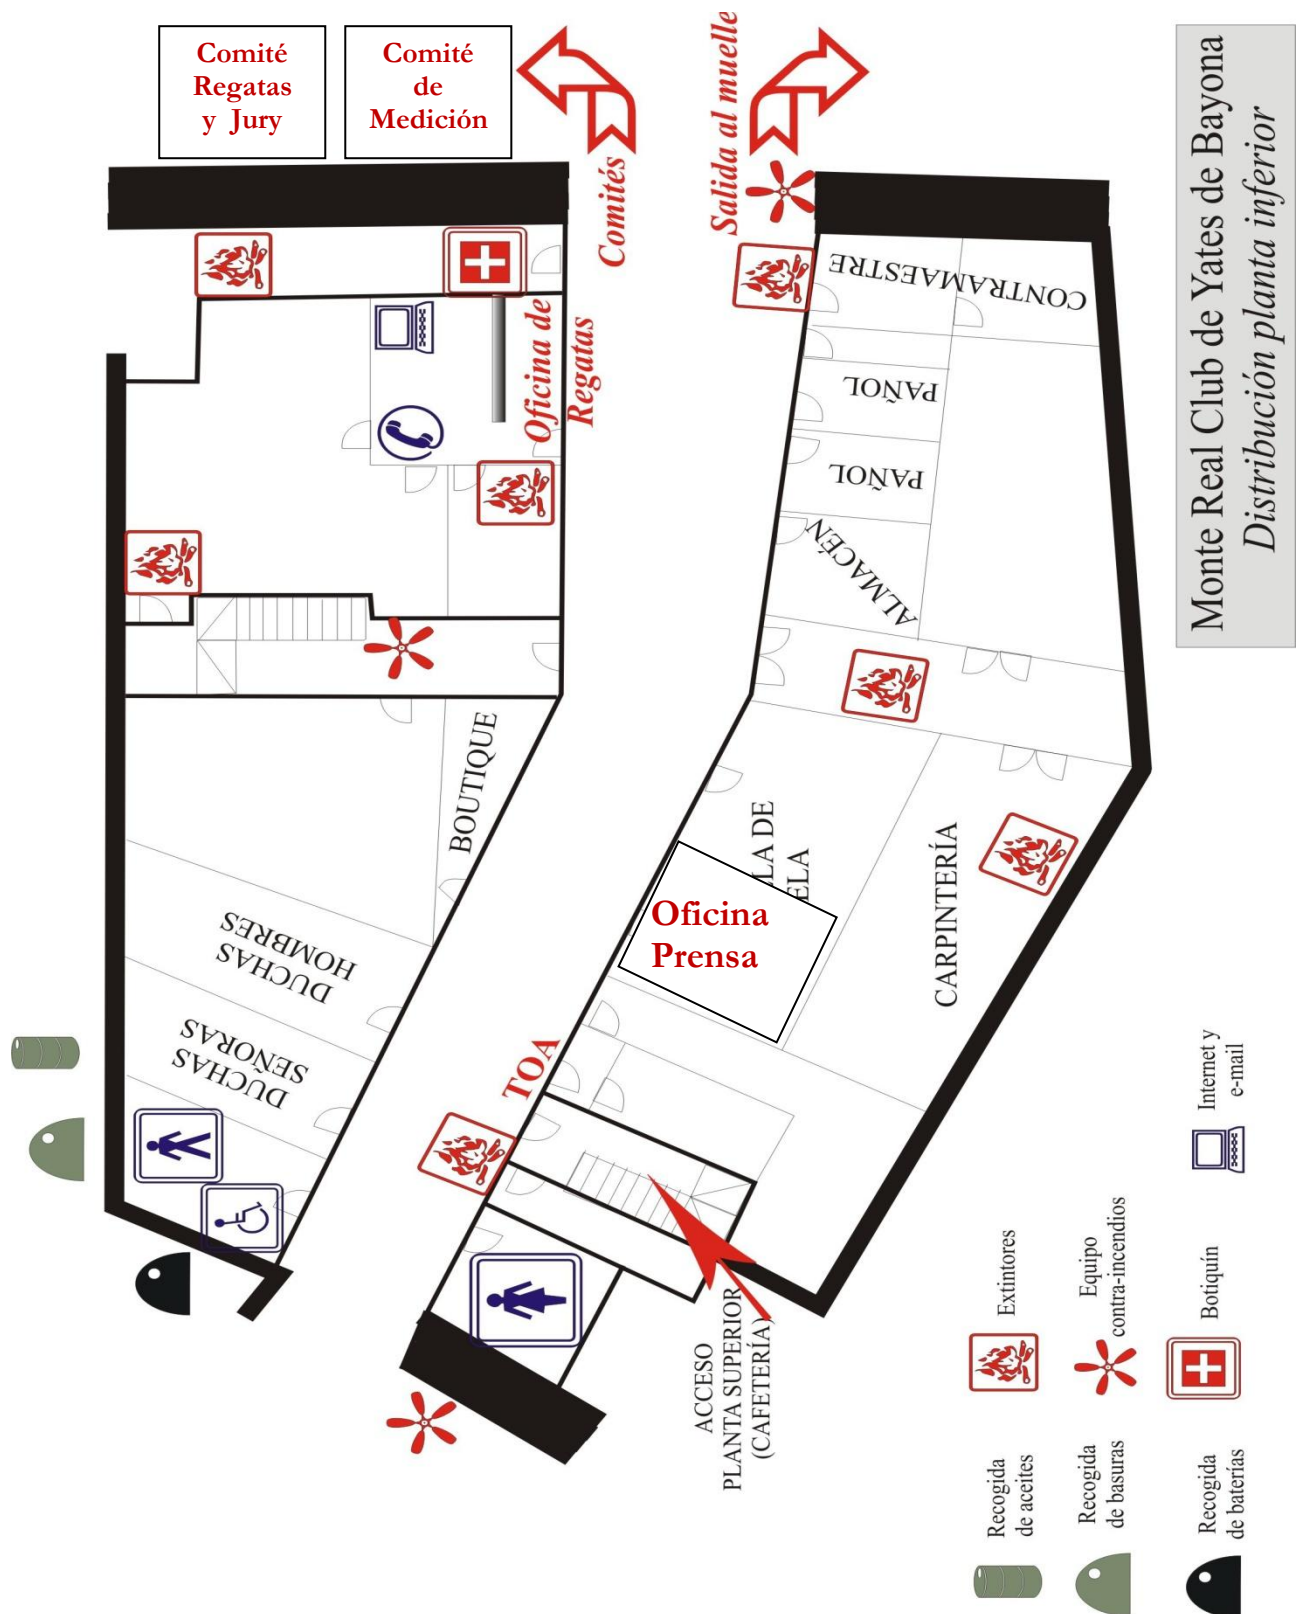 Comité
Regatas
y Jury
Comité
de
Medición
Comités
Salida al muelle
Monte Real Club de Yates de Bayona
Distribución planta inferior
Oficina de
Regatas
CONTRAMAESTRE
PAÑOL
PAÑOL
ALMACÉN
BOUTIQUE
DUCHAS
HOMBRES
DUCHAS
SEÑORAS
LA DE
ELA
Oficina
Prensa
CARPINTERÍA
TOA
ACCESO
PLANTA SUPERIOR
(CAFETERÍA)
Extintores
Equipo
contra-incendios
Botiquín
Internet y
e-mail
Recogida
de aceites
Recogida
de basuras
Recogida
de baterías